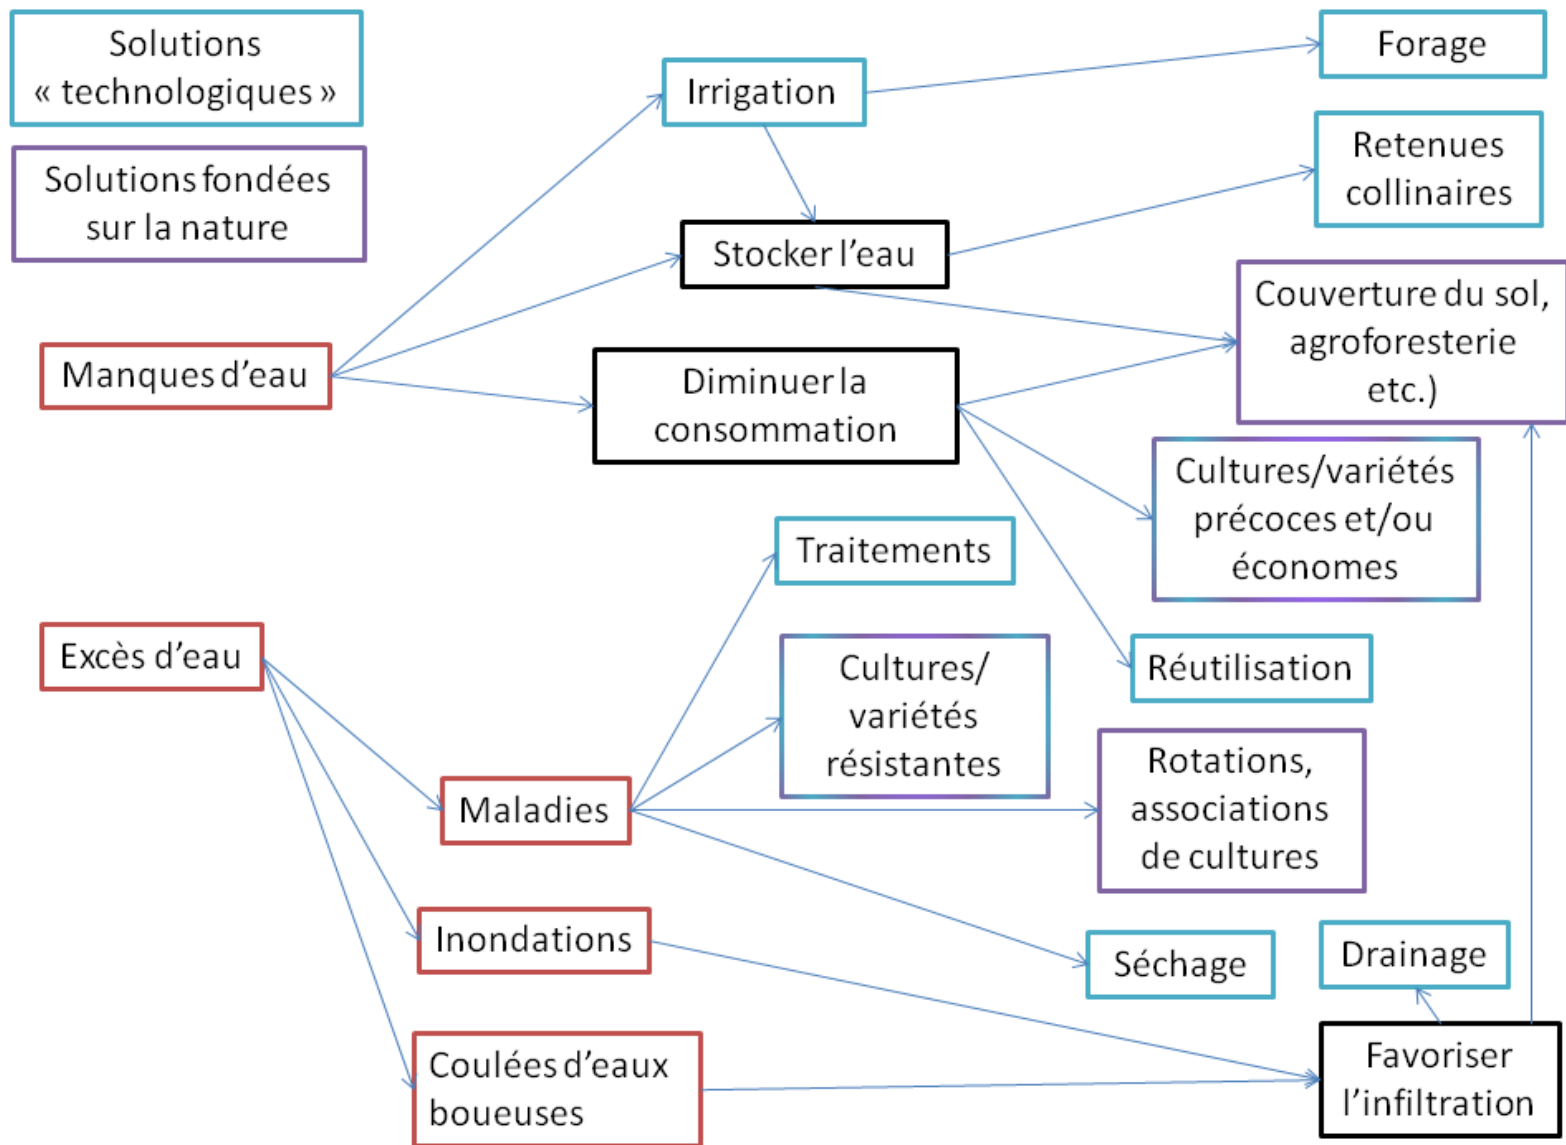 Solutions
« technologiques »
Solutions fondées
sur la nature
Irrigation
Forage
Retenues
collinaires
Stocker l’eau
Couverture du sol,
agroforesterie
etc.)
Manques d’eau
Diminuer la
consommation
Cultures/variétés
précoces et/ou
économes
Traitements
Excès d’eau
Cultures/
variétés
résistantes
Réutilisation
Maladies
Rotations,
associations
de cultures
Inondations
Séchage
Drainage
Coulées d’eaux
boueuses
Favoriser
l’infiltration